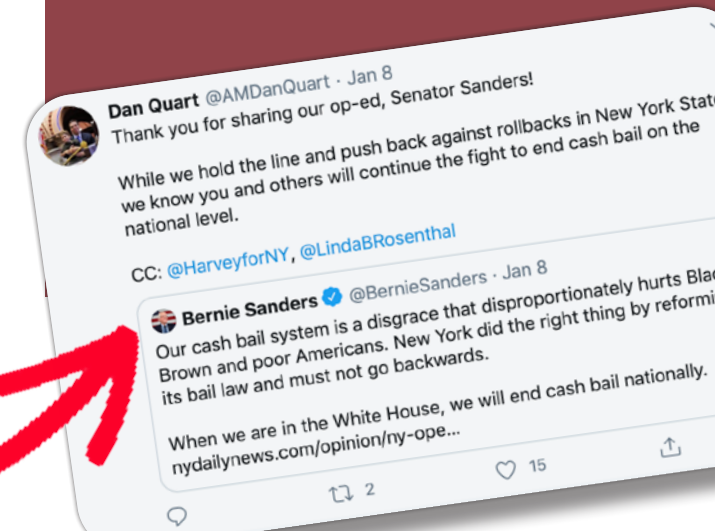 Dan Quart @AMDanQuart · Jan 8
Thank you for sharing our op-ed, Senator Sanders!
While we hold the line and push back against rollbacks in New York State
we know you and others will continue the fight to end cash bail on the
national level.
CC: @HarveyforNY, @LindaBRosenthal
Bernie Sanders @BernieSanders · Jan 8
Our cash bail system is a disgrace that disproportionately hurts Blac
Brown and poor Americans. New York did the right thing by reformi
its bail law and must not go backwards.
When we are in the White House, we will end cash bail nationally.
nydailynews.com/opinion/ny-ope...
2
15